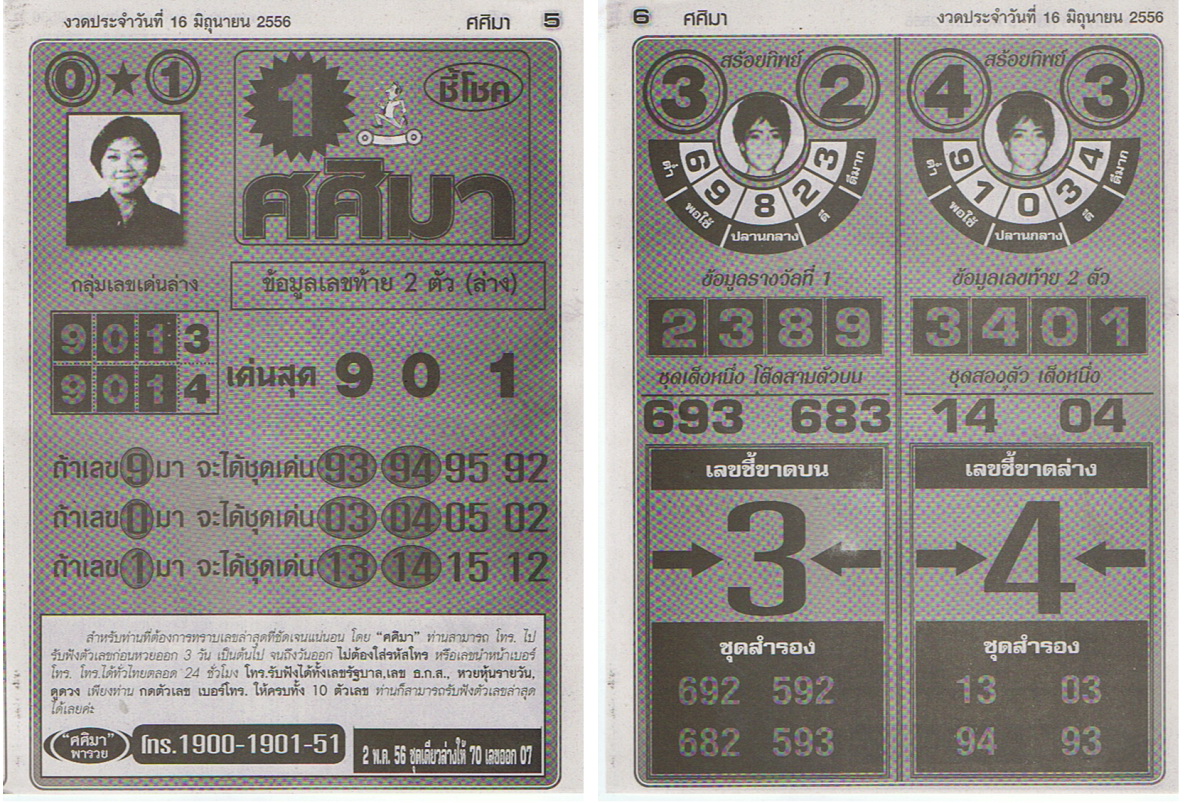 งวดประจำวันที่ 16 มิถุนายน 2556 ศศิมา 5
0 ★ 1
1
ชี้โชค
ศศิมา
กลุ่มเลขเด่นล่าง
ข้อมูลเลขท้าย 2 ตัว (ล่าง)
9 0 1 3
9 0 1 4
เด่นสุด 9 0 1
ถ้าเลข 9 มา จะได้ชุดเด่น 93 94 95 92
ถ้าเลข 0 มา จะได้ชุดเด่น 03 04 05 02
ถ้าเลข 1 มา จะได้ชุดเด่น 13 14 15 12
สำหรับท่านที่ต้องการทราบเลขล่าสุดที่ชัดเจนแน่นอน โดย "ศศิมา" ท่านสามารถ โทร. ไป
รับฟังตัวเลขก่อนหวยออก 3 วัน เป็นต้นไป จนถึงวันออก ไม่ต้องใส่รหัสโทร หรือเลขนำหน้าเบอร์
โทร. โทร.ได้ทั่วไทยตลอด 24 ชั่วโมง โทร.รับฟังได้ทั้งเลขรัฐบาล,เลข ธ.ก.ส., หวยหุ้นรายวัน,
ดูดวง เพียงท่าน กดตัวเลข เบอร์โทร. ให้ครบทั้ง 10 ตัวเลข ท่านก็สามารถรับฟังตัวเลขล่าสุด
ได้เลยค่ะ
"ศศิมา"
พารวย
โทร.1900-1901-51
2 พ.ค. 56 ชุดเดียวล่างให้ 70 เลขออก 07
6 ศศิมา งวดประจำวันที่ 16 มิถุนายน 2556
สร้อยทิพย์
3 2
6 9 8 2 3
ต่ำ พอใช้ ปลานกลาง ดี ดีมาก
ข้อมูลรางวัลที่ 1
2 3 8 9
ชุดเต็งหนึ่ง โต๊ดสามตัวบน
693 683
เลขชี้ขาดบน
3
ชุดสำรอง
692 592
682 593
สร้อยทิพย์
4 3
9 1 0 3 4
ต่ำ พอใช้ ปลานกลาง ดี ดีมาก
ข้อมูลเลขท้าย 2 ตัว
3 4 0 1
ชุดสองตัว เต็งหนึ่ง
14 04
เลขชี้ขาดล่าง
4
ชุดสำรอง
13 03
94 93